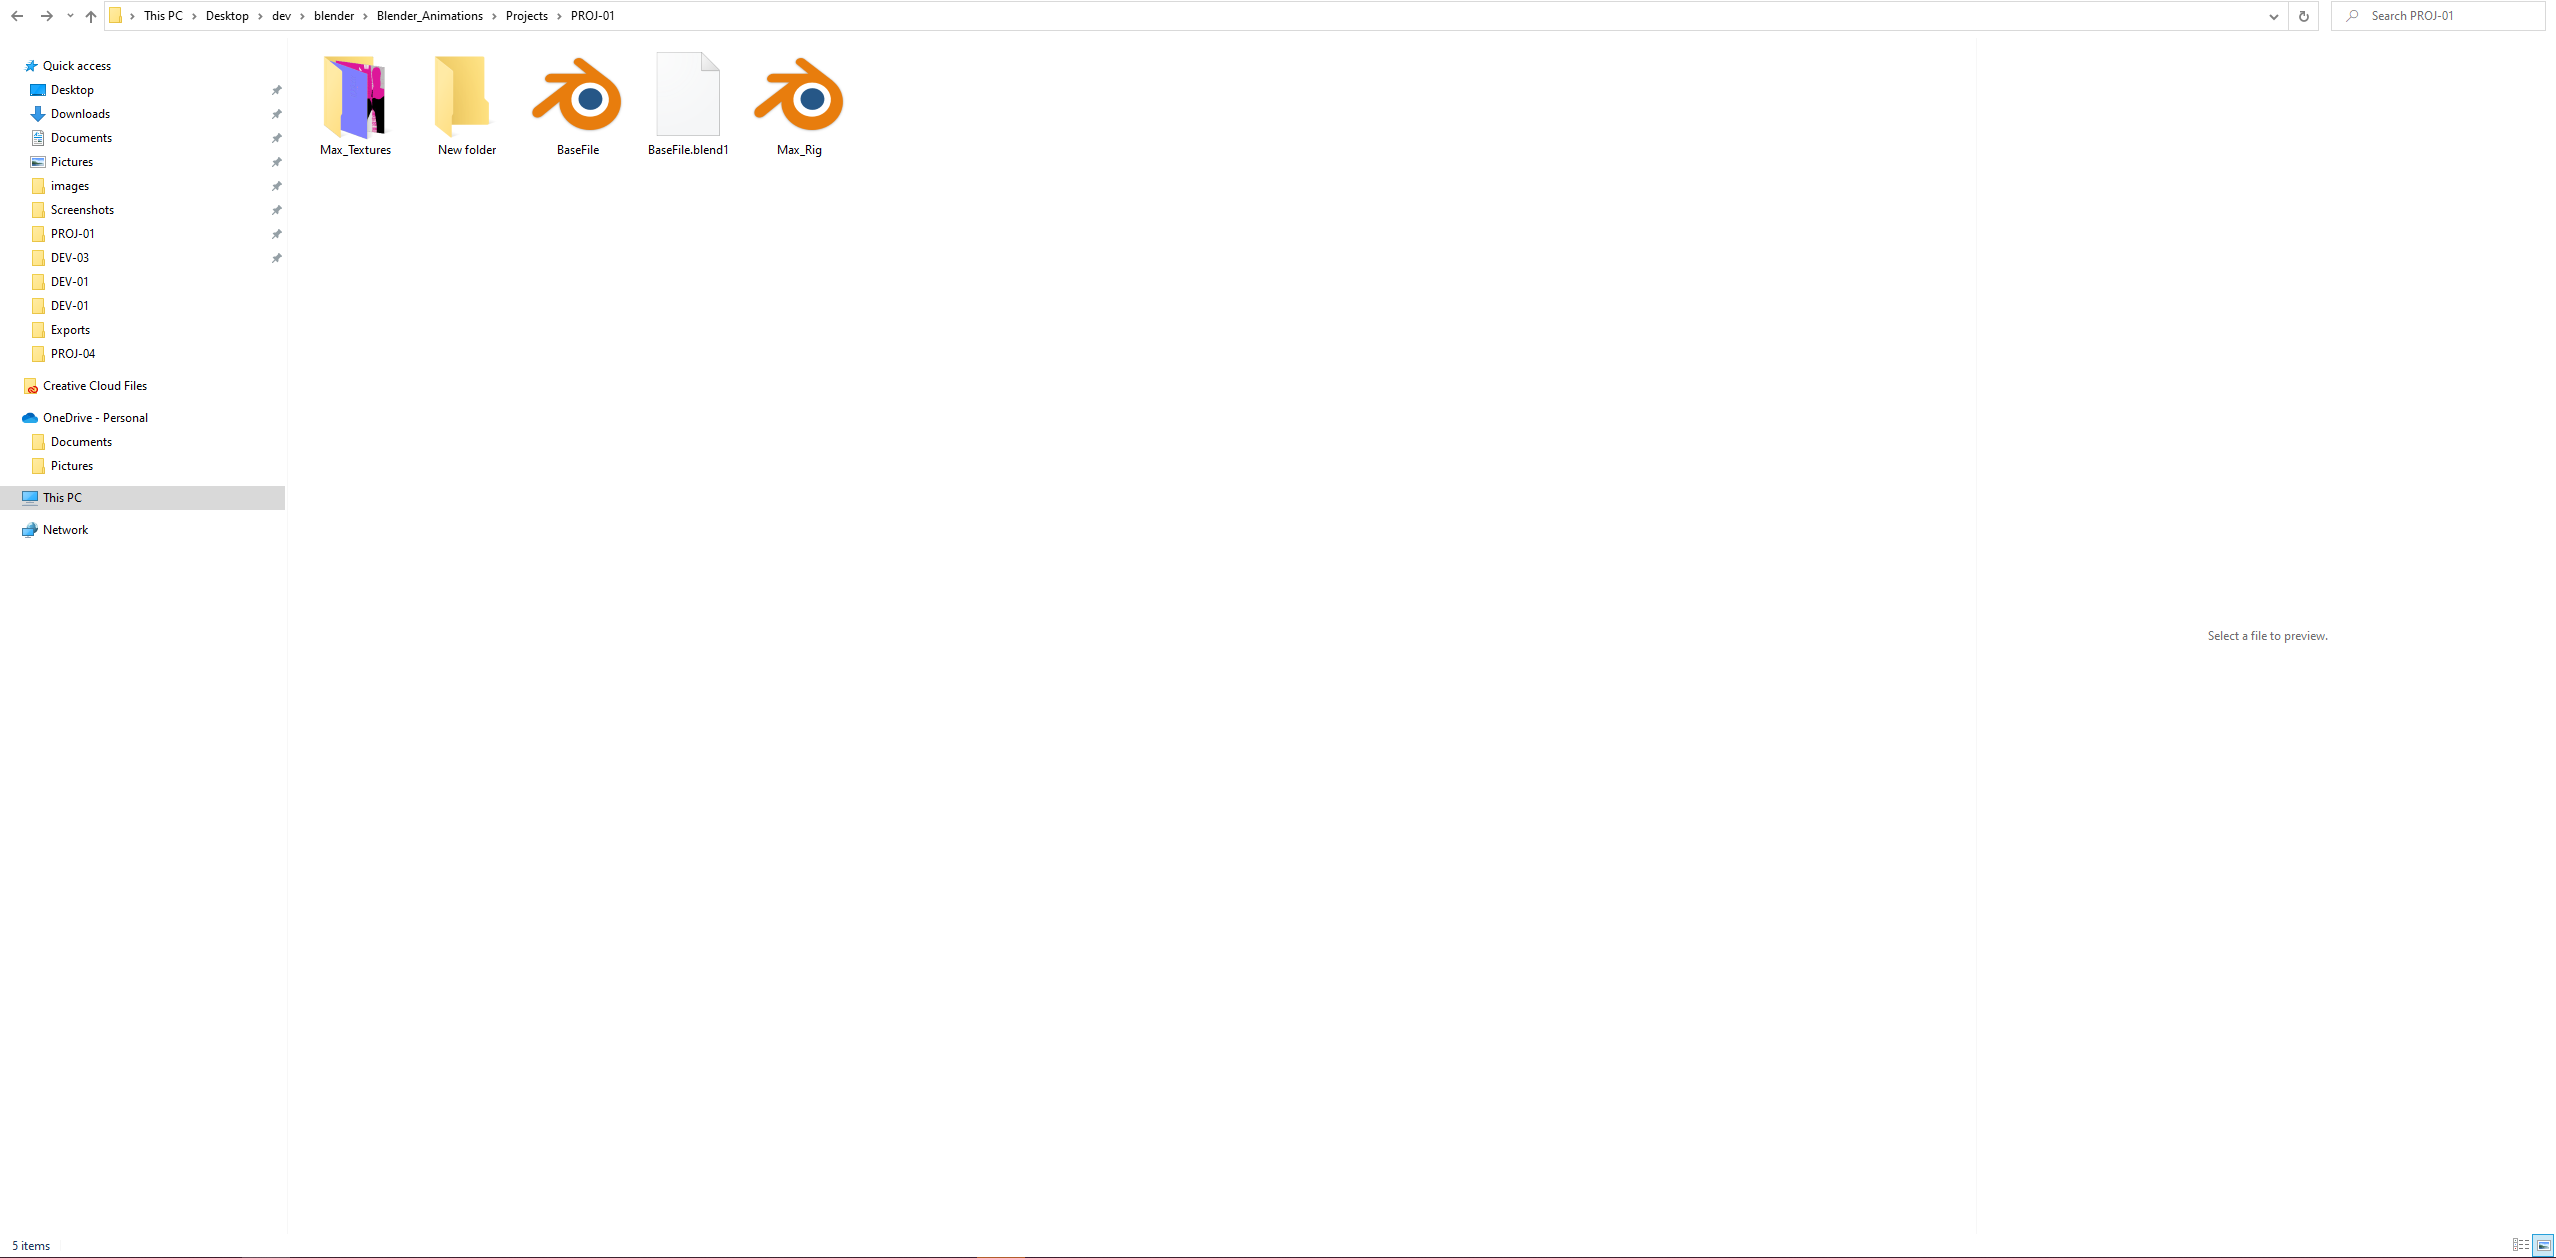 This PC > Desktop > dev > blender > Blender_Animations > Projects > PROJ-01
Search PROJ-01
Quick access
Desktop
Downloads
Documents
Pictures
images
Screenshots
PROJ-01
DEV-03
DEV-01
DEV-01
Exports
PROJ-04
Creative Cloud Files
OneDrive - Personal
Documents
Pictures
This PC
Network
Max_Textures
New folder
BaseFile
BaseFile.blend1
Max_Rig
Select a file to preview.
5 items